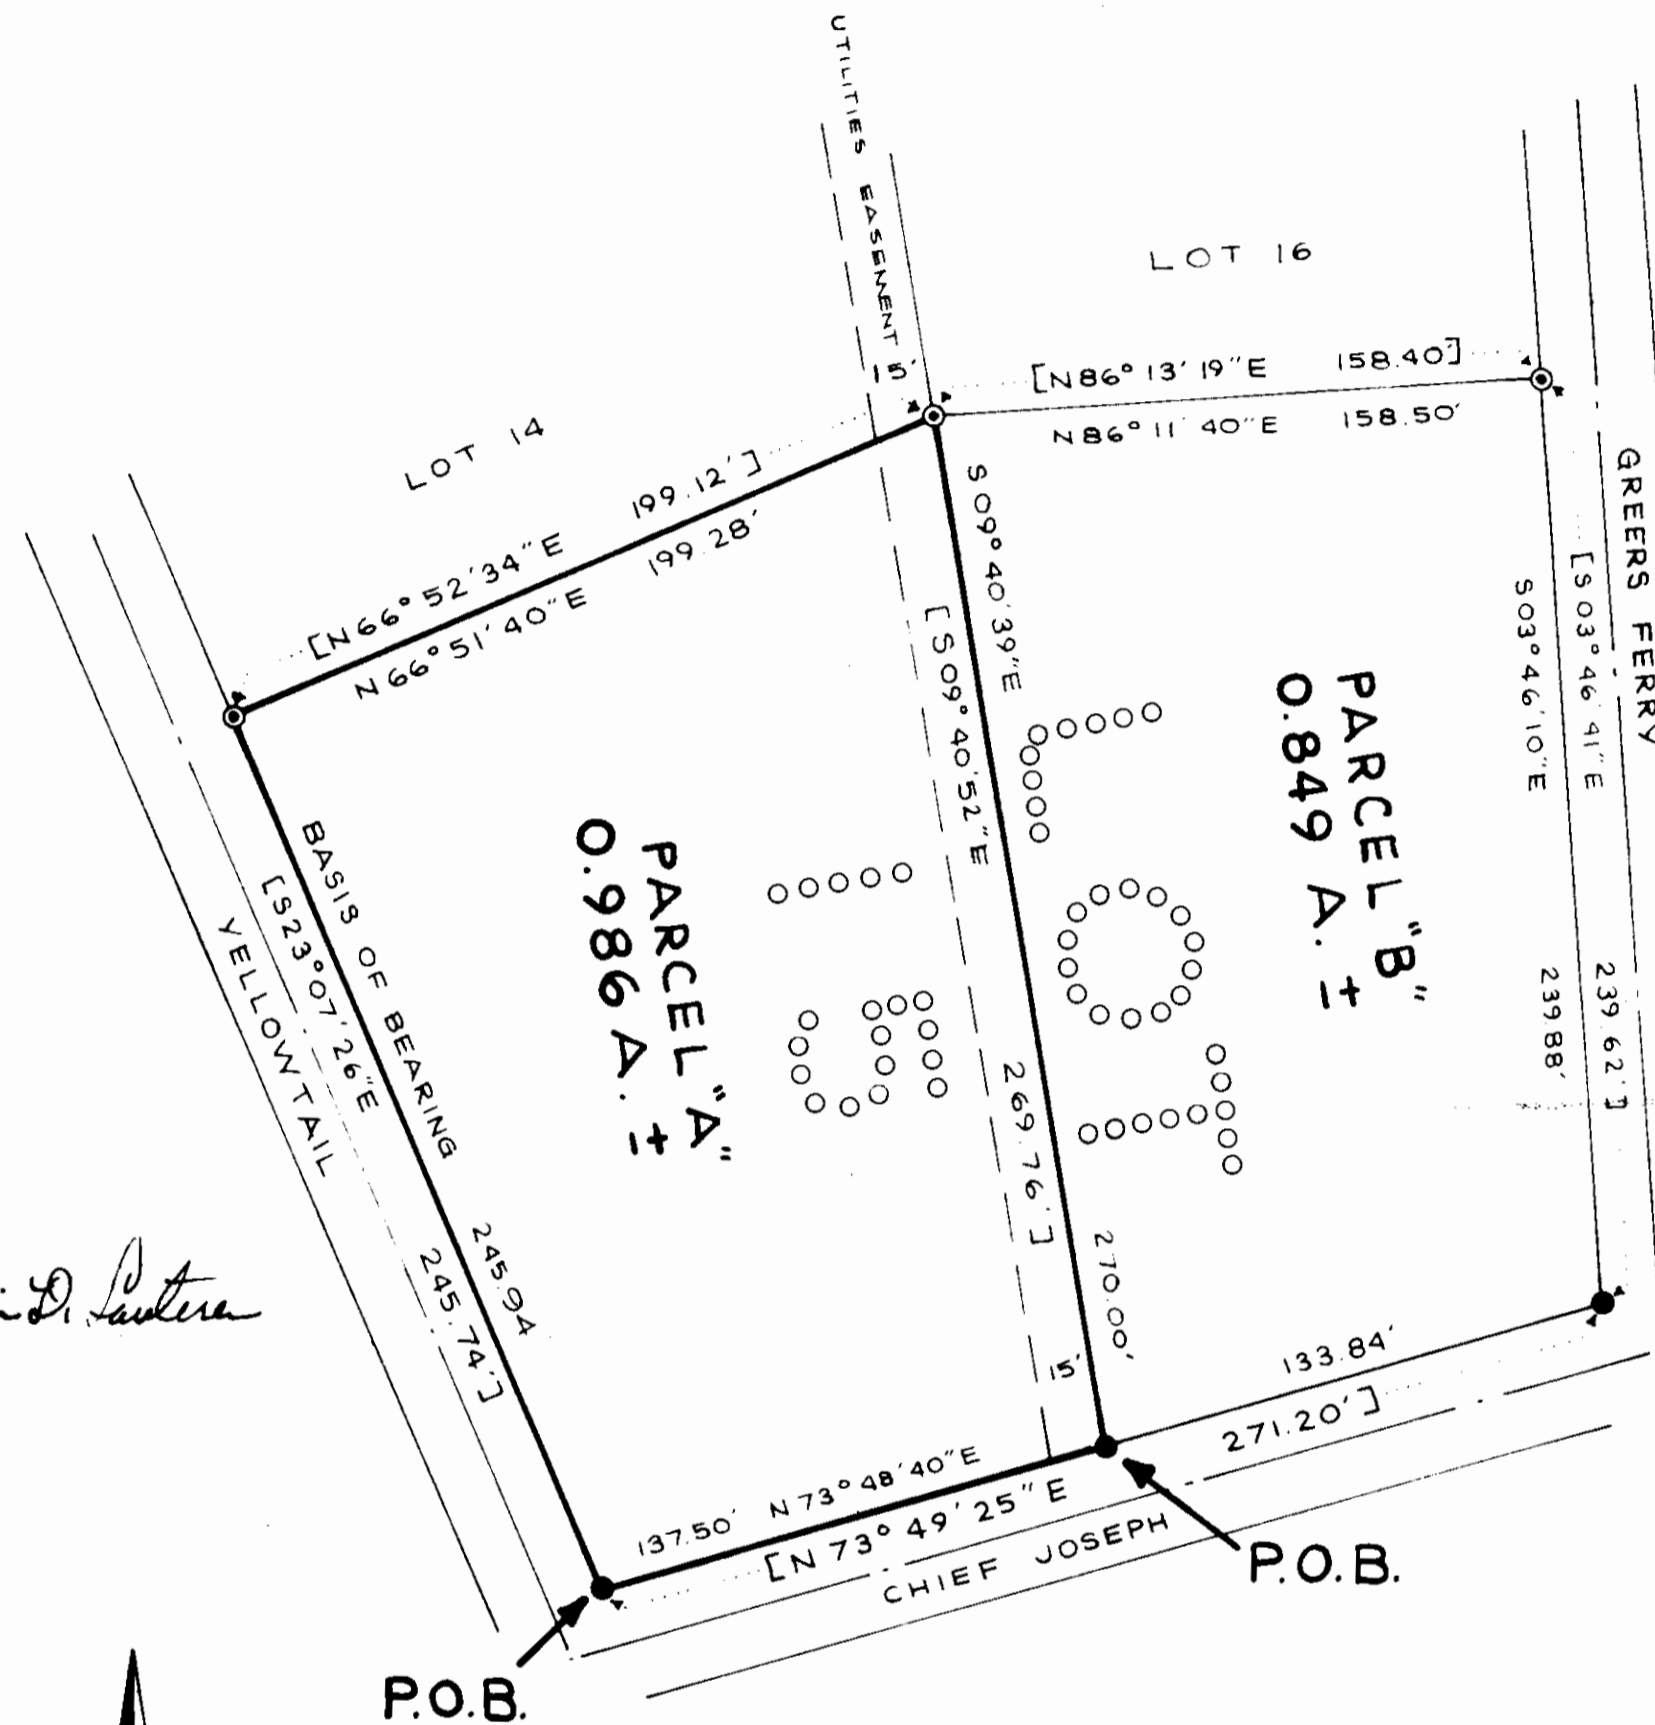 UTILITIES EASEMENT
15'
LOT 16
[N86°13'19"E 158.40']
N86°11'40"E 158.50'
LOT 14
[N66°52'34"E 199.12']
N66°51'40"E 199.28'
S09°40'39"E 270.00'
[S09°40'52"E 269.76']
GREERS FERRY
[S03°46'41"E 239.62']
S03°46'10"E 239.88'
PARCEL "B"
0.849 A. ±
LOT
15
PARCEL "A"
0.986 A. ±
BASIS OF BEARING 245.94
[S23°07'26"E 245.74']
YELLOWTAIL
15'
133.84'
271.20']
137.50' N73°48'40"E
[N73°49'25"E
CHIEF JOSEPH
P.O.B.
P.O.B.